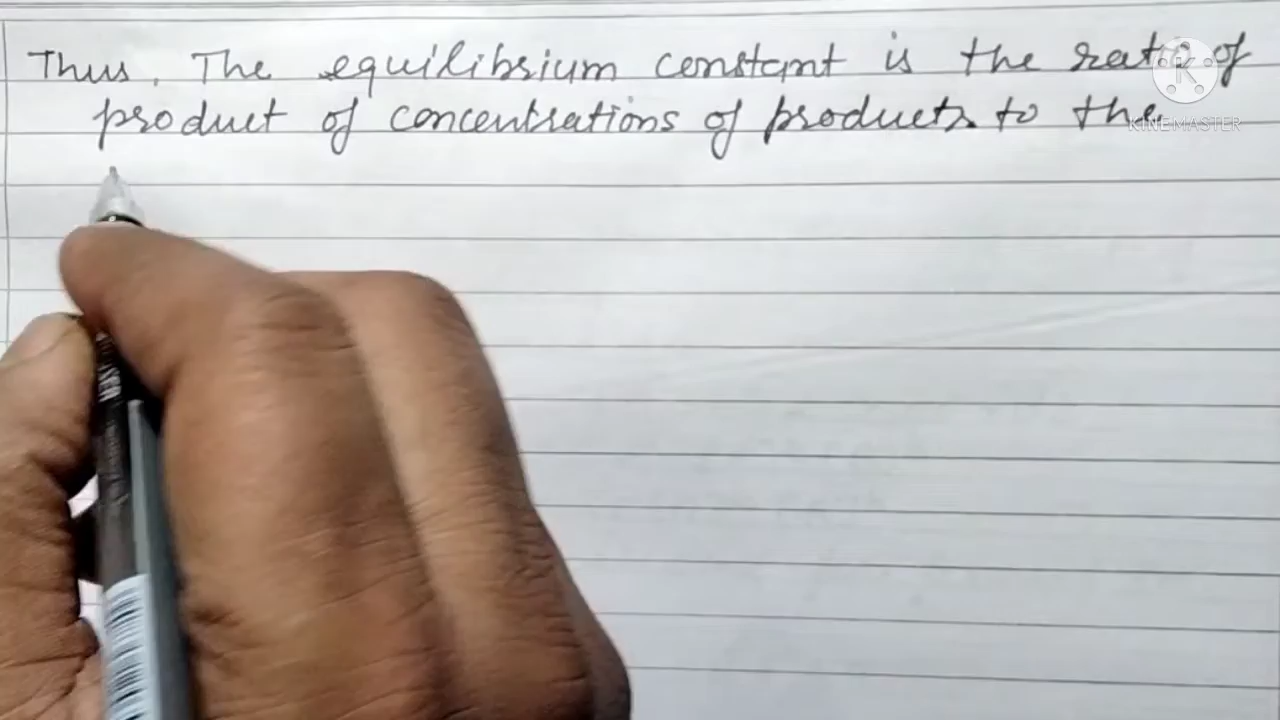 Thus, The equilibrium constant is the ratio of
product of concentrations of products to the
KINEMASTER